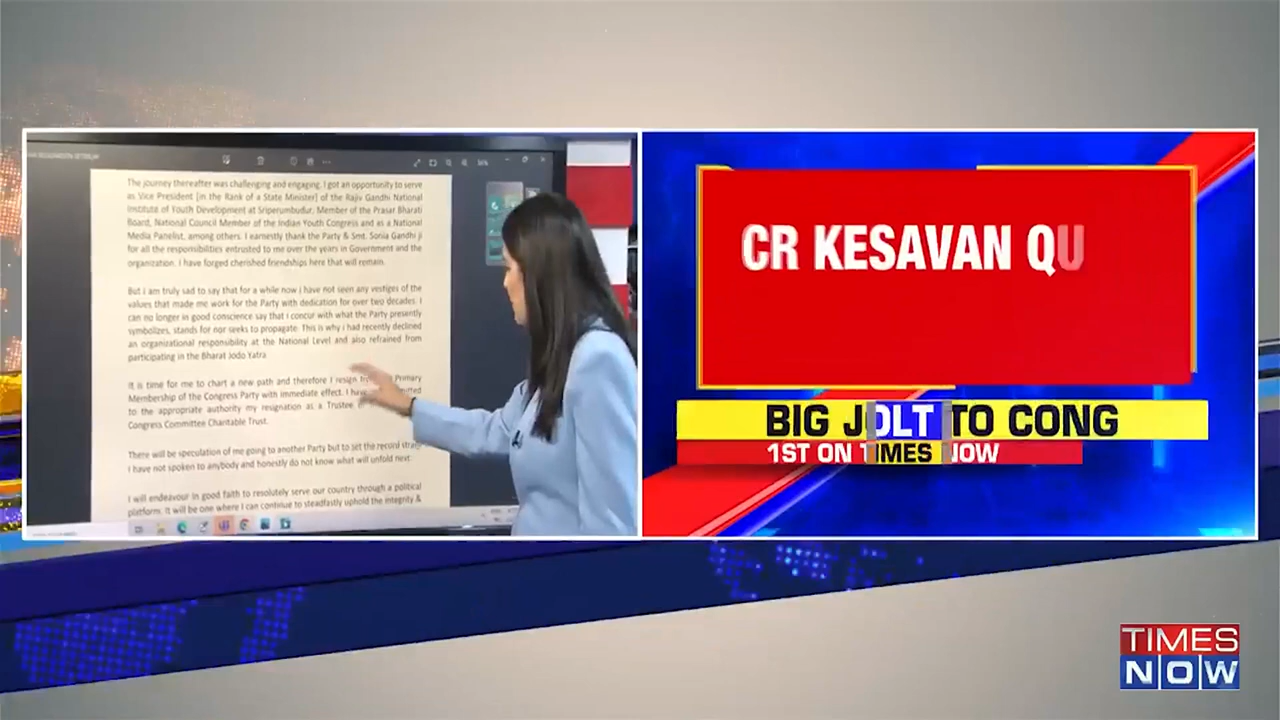 The journey thereafter was challenging and engaging. I got an opportunity to serve
as Vice President [in the Rank of a State Minister] of the Rajiv Gandhi National
Institute of Youth Development at Sriperumbudur, Member of the Prasar Bharati
Board, National Council Member of the Indian Youth Congress and as a National
Media Panelist, among others. I earnestly thank the Party & Smt. Sonia Gandhi ji
for all the responsibilities entrusted to me over the years in Government and the
organization. I have forged cherished friendships here that will remain.
But I am truly sad to say that for a while now i have not seen any vestiges of the
values that made me work for the Party with dedication for over two decades. I
can no longer in good conscience say that i concur with what the Party presently
symbolizes, stands for nor seeks to propagate. This is why i had recently declined
an organizational responsibility at the National Level and also refrained from
participating in the Bharat Jodo Yatra.
It is time for me to chart a new path and therefore I resign Primary
Membership of the Congress Party with immediate effect. I have
to the appropriate authority my resignation as a Trustee
Congress Committee Charitable Trust.
There will be speculation of me going to another Party but to set the record
I have not spoken to anybody and honestly do not know what will unfold next.
I will endeavour in good faith to resolutely serve our country through a political
platform. It will be one where I can continue to steadfastly uphold the integrity &
CR KESAVAN QU
BIG JOLT TO CONG
1ST ON TIMES NOW
TIMES
NOW